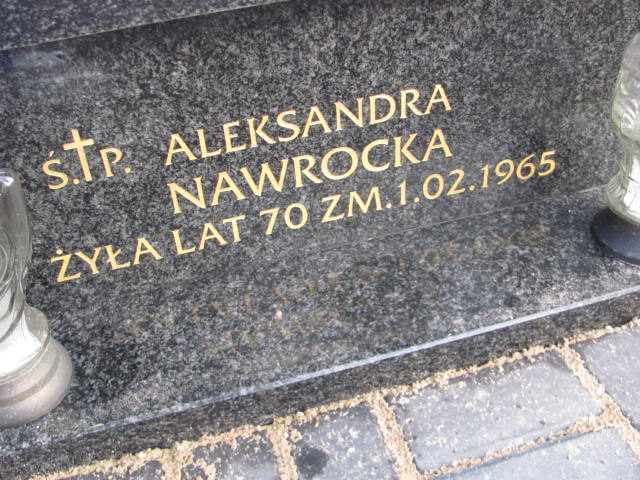 Ś.†P. ALEKSANDRA
NAWROCKA
ŻYŁA LAT 70 ZM.1.02.1965